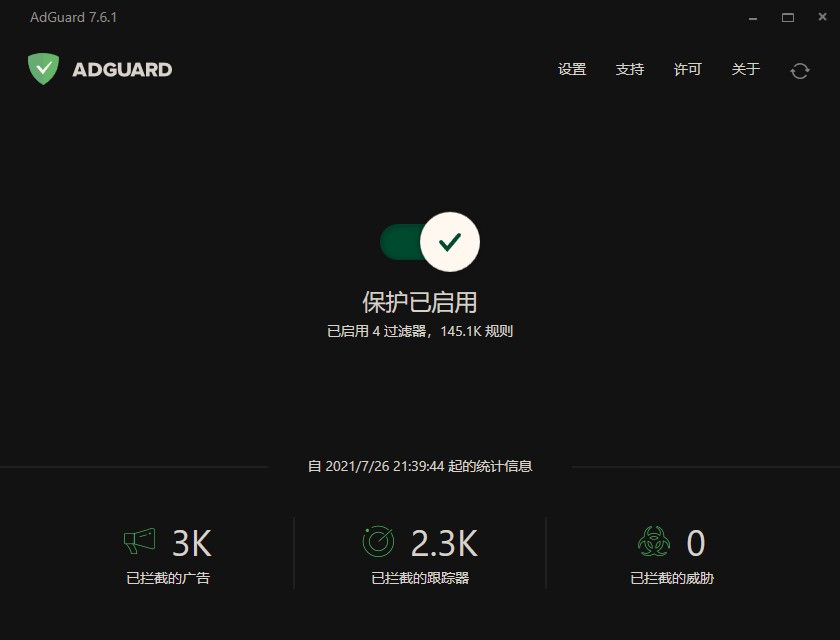 AdGuard 7.6.1
ADGUARD
设置 支持 许可 关于
保护已启用
已启用 4 过滤器，145.1K 规则
自 2021/7/26 21:39:44 起的统计信息
3K 2.3K 0
已拦截的广告 已拦截的跟踪器 已拦截的威胁